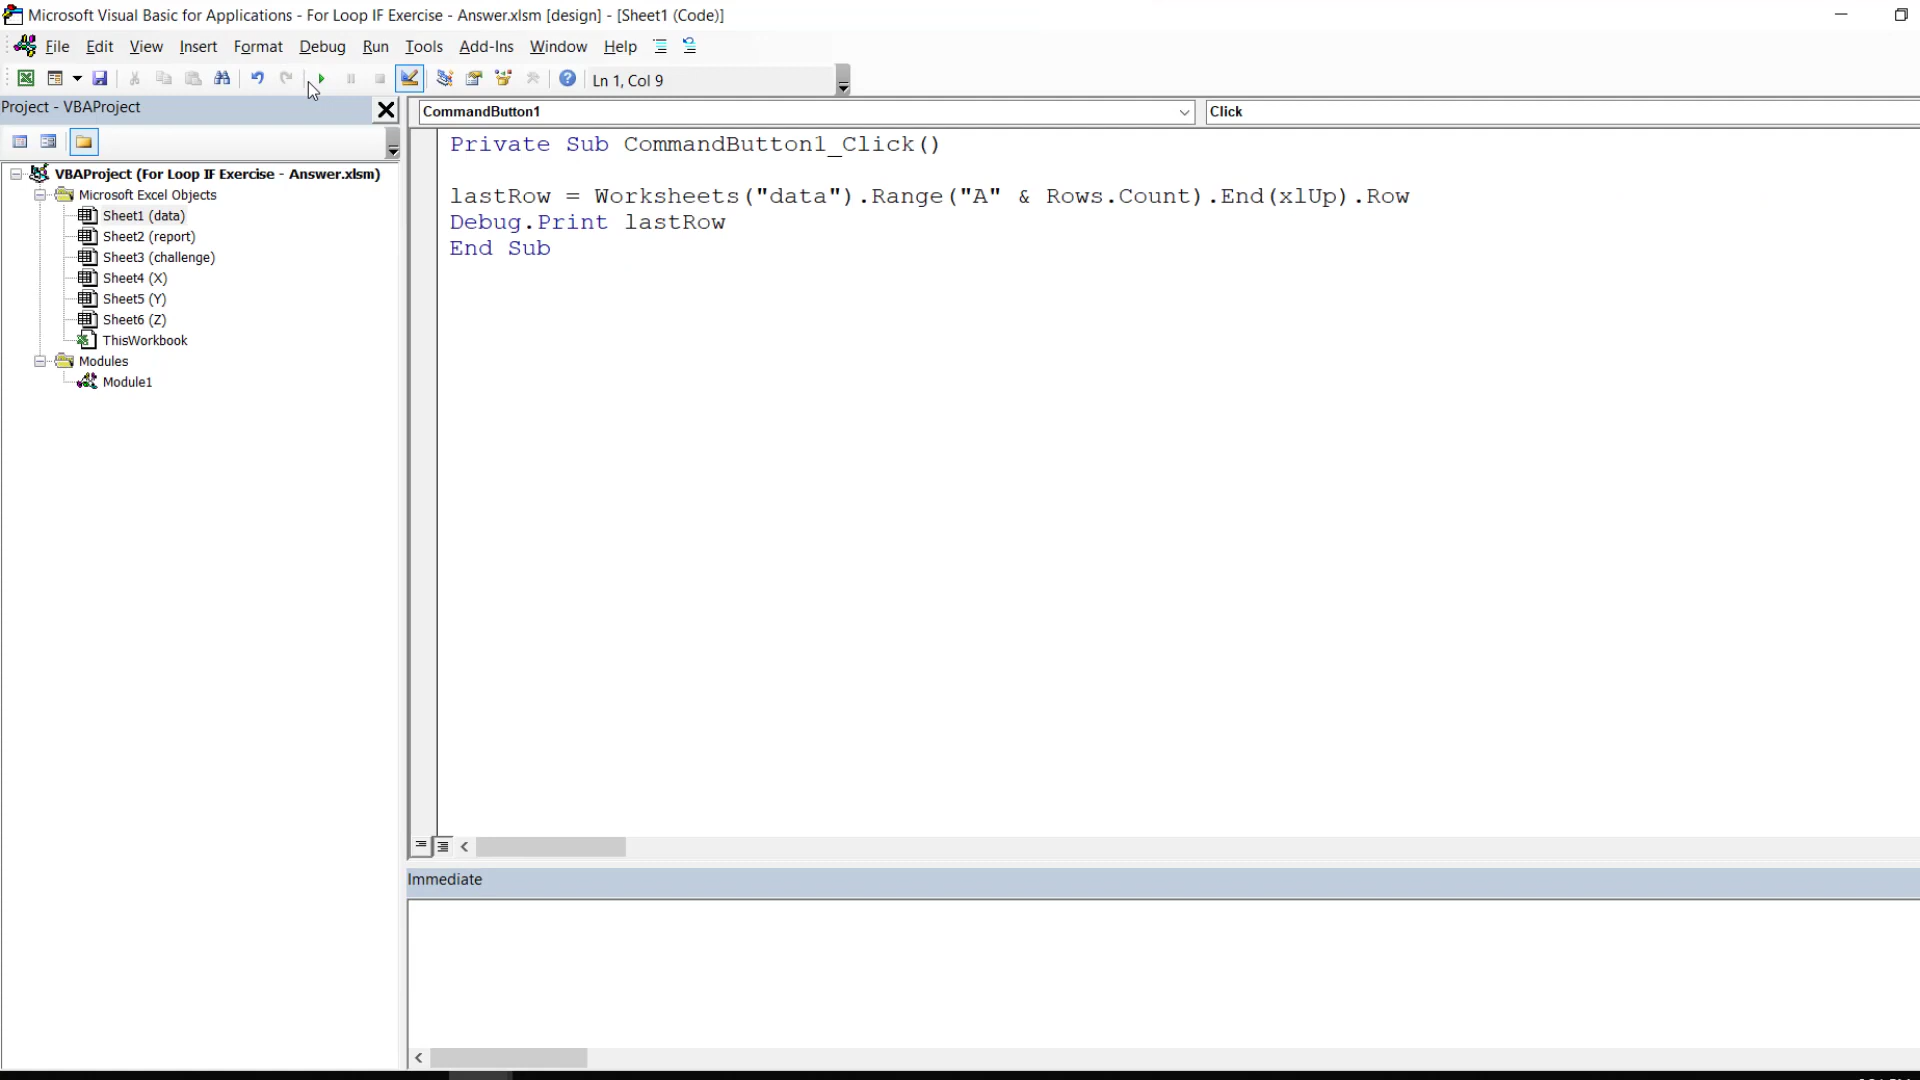 Microsoft Visual Basic for Applications - For Loop IF Exercise - Answer.xlsm [design] - [Sheet1 (Code)]
File Edit View Insert Format Debug Run Tools Add-Ins Window Help
Ln 1, Col 9
Project - VBAProject
CommandButton1
Click
VBAProject (For Loop IF Exercise - Answer.xlsm)
Microsoft Excel Objects
Sheet1 (data)
Sheet2 (report)
Sheet3 (challenge)
Sheet4 (X)
Sheet5 (Y)
Sheet6 (Z)
ThisWorkbook
Modules
Module1
Private Sub CommandButton1_Click()
lastRow = Worksheets("data").Range("A" & Rows.Count).End(xlUp).Row
Debug.Print lastRow
End Sub
Immediate